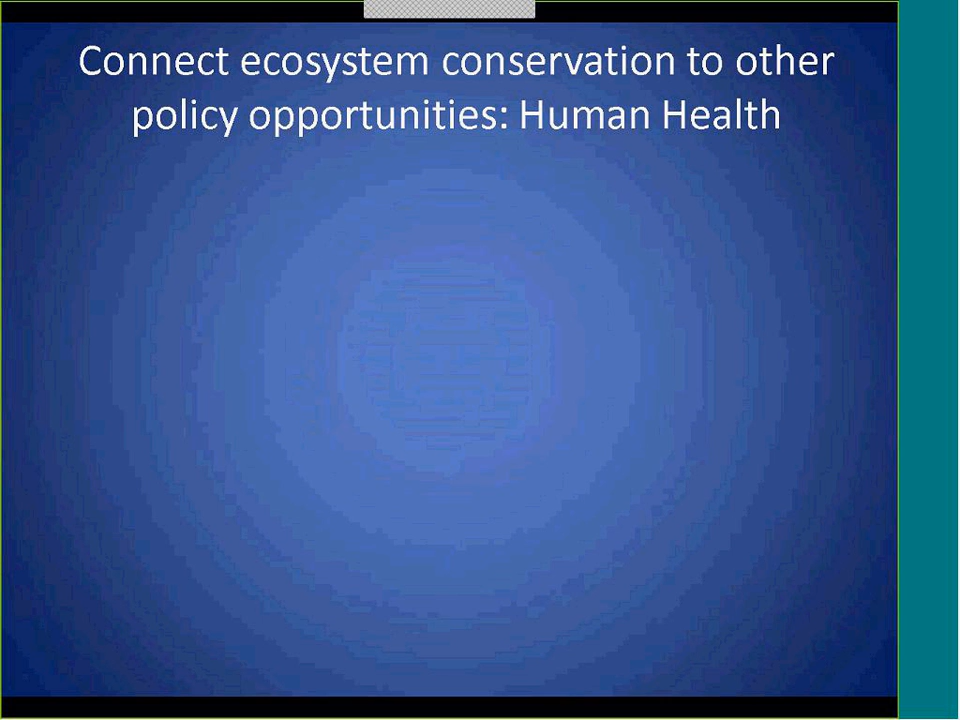 Connect ecosystem conservation to other
policy opportunities: Human Health